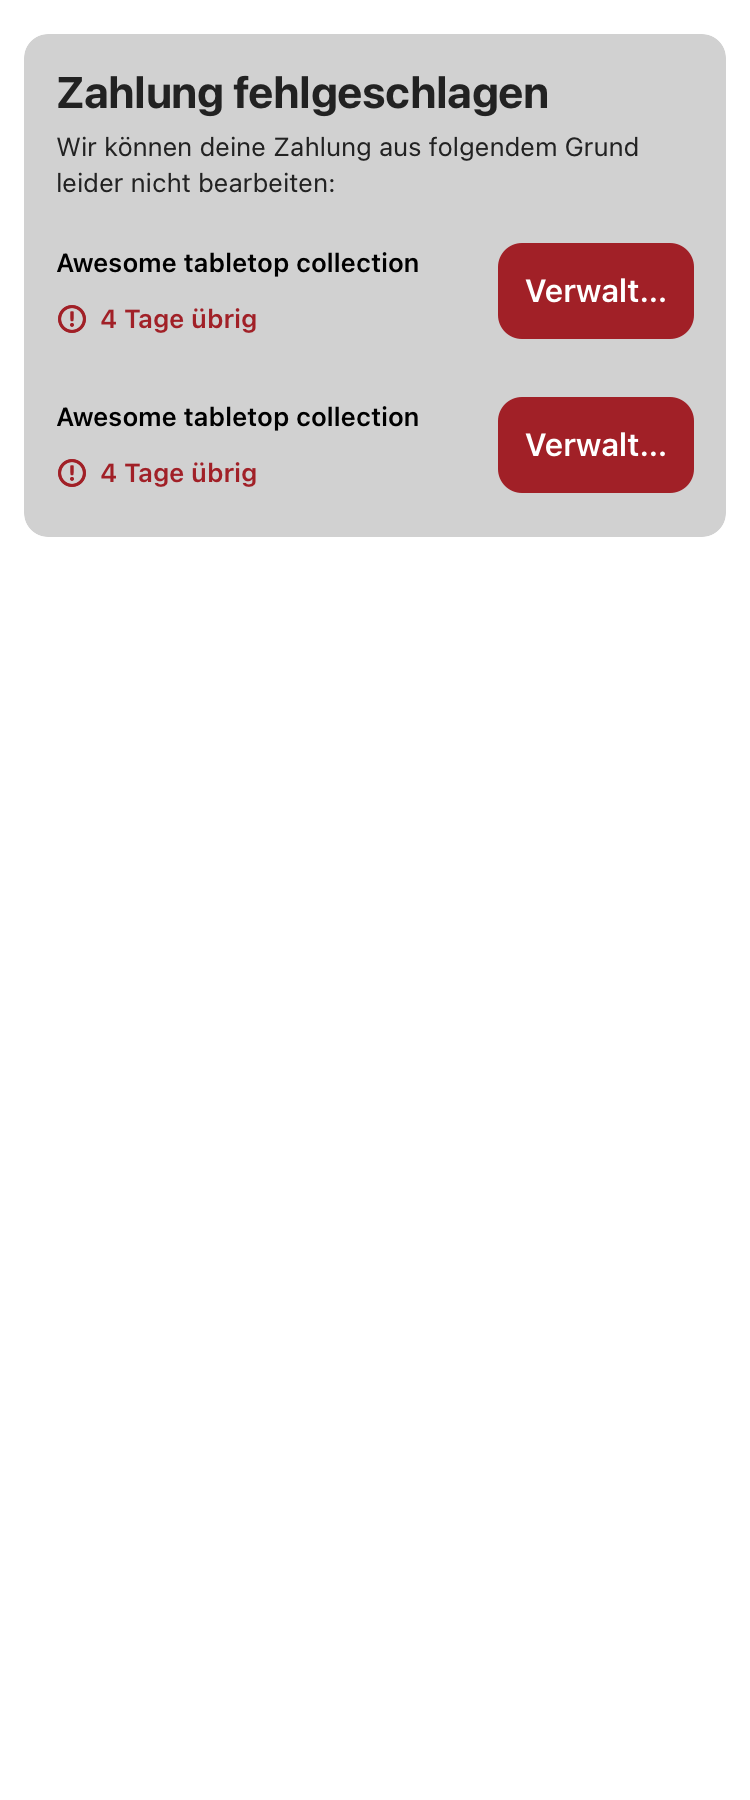 Zahlung fehlgeschlagen
Wir können deine Zahlung aus folgendem Grund
leider nicht bearbeiten:
Awesome tabletop collection
4 Tage übrig
Verwalt...
Awesome tabletop collection
4 Tage übrig
Verwalt...